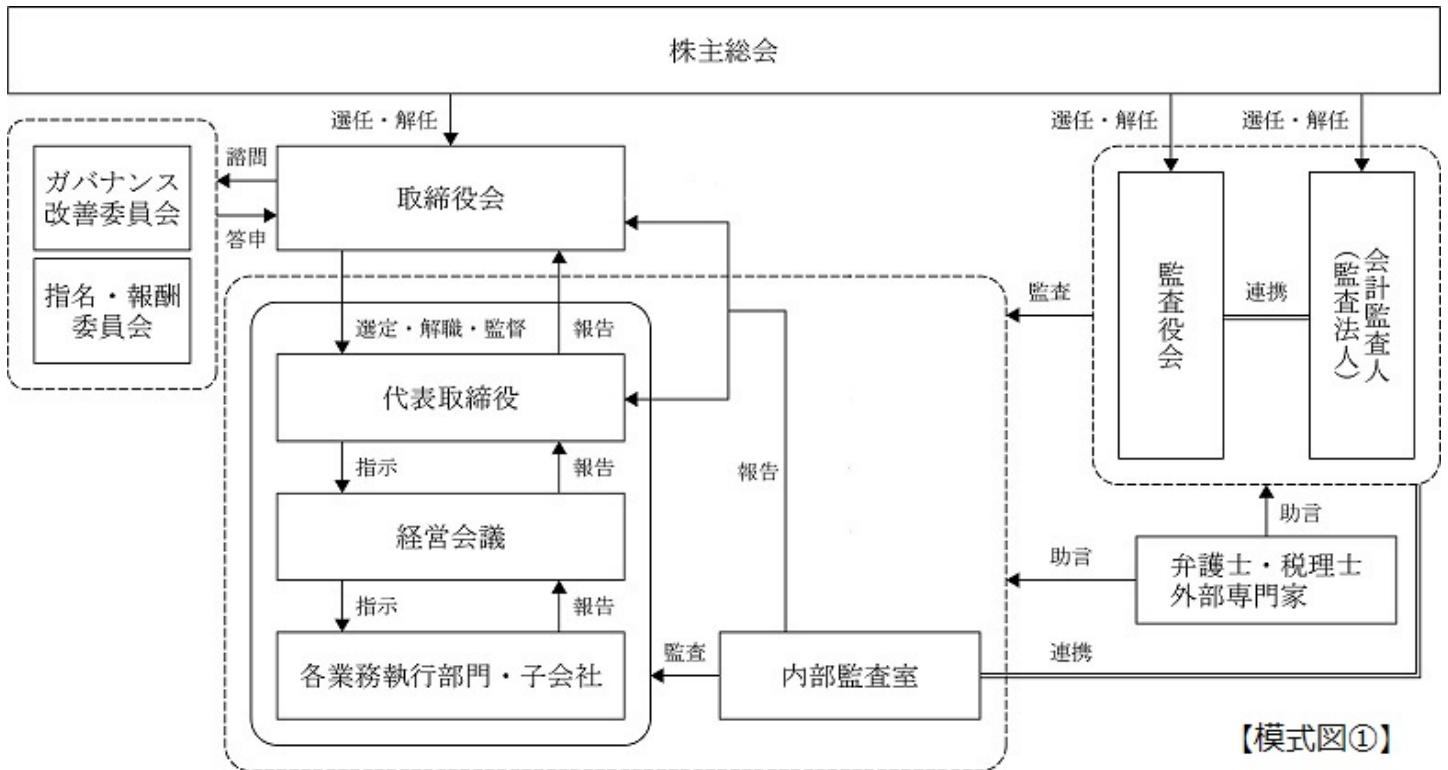 株主総会
選任・解任
選任・解任
選任・解任
ガバナンス
改善委員会
指名・報酬
委員会
諮問
答申
取締役会
監査役会
連携
会計監査人
（監査法人）
監査
選定・解職・監督
報告
代表取締役
指示
報告
報告
経営会議
助言
助言
弁護士・税理士
外部専門家
指示
報告
各業務執行部門・子会社
監査
内部監査室
連携
【模式図①】